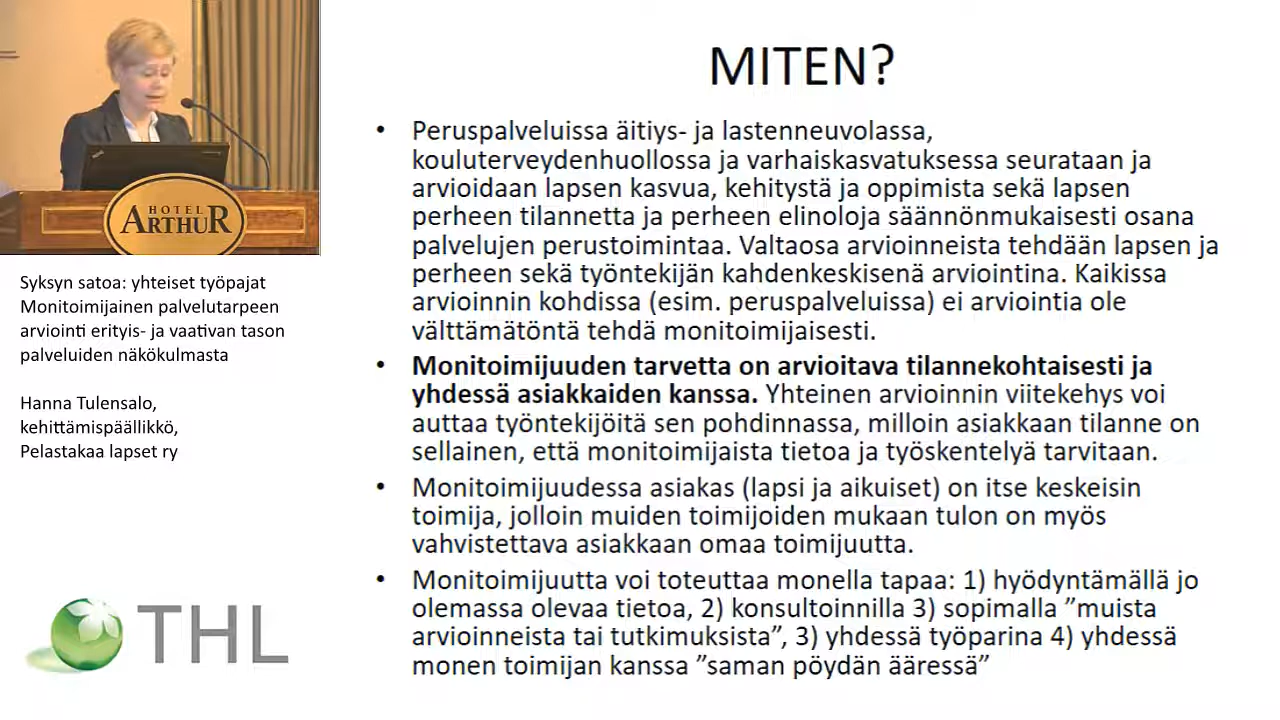 HOTEL
ARTHUR
Syksyn satoa: yhteiset työpajat
Monitoimijainen palvelutarpeen
arviointi erityis- ja vaativan tason
palveluiden näkökulmasta
Hanna Tulensalo,
kehittämispäällikkö,
Pelastakaa lapset ry
THL
MITEN?
• Peruspalveluissa äitiys- ja lastenneuvolassa,
kouluterveydenhuollossa ja varhaiskasvatuksessa seurataan ja
arvioidaan lapsen kasvua, kehitystä ja oppimista sekä lapsen
perheen tilannetta ja perheen elinoloja säännönmukaisesti osana
palvelujen perustoimintaa. Valtaosa arvioinneista tehdään lapsen ja
perheen sekä työntekijän kahdenkeskisenä arviointina. Kaikissa
arvioinnin kohdissa (esim. peruspalveluissa) ei arviointia ole
välttämätöntä tehdä monitoimijaisesti.
• Monitoimijuuden tarvetta on arvioitava tilannekohtaisesti ja
yhdessä asiakkaiden kanssa. Yhteinen arvioinnin viitekehys voi
auttaa työntekijöitä sen pohdinnassa, milloin asiakkaan tilanne on
sellainen, että monitoimijaista tietoa ja työskentelyä tarvitaan.
• Monitoimijuudessa asiakas (lapsi ja aikuiset) on itse keskeisin
toimija, jolloin muiden toimijoiden mukaan tulon on myös
vahvistettava asiakkaan omaa toimijuutta.
• Monitoimijuutta voi toteuttaa monella tapaa: 1) hyödyntämällä jo
olemassa olevaa tietoa, 2) konsultoinnilla 3) sopimalla ”muista
arvioinneista tai tutkimuksista”, 3) yhdessä työparina 4) yhdessä
monen toimijan kanssa ”saman pöydän ääressä”